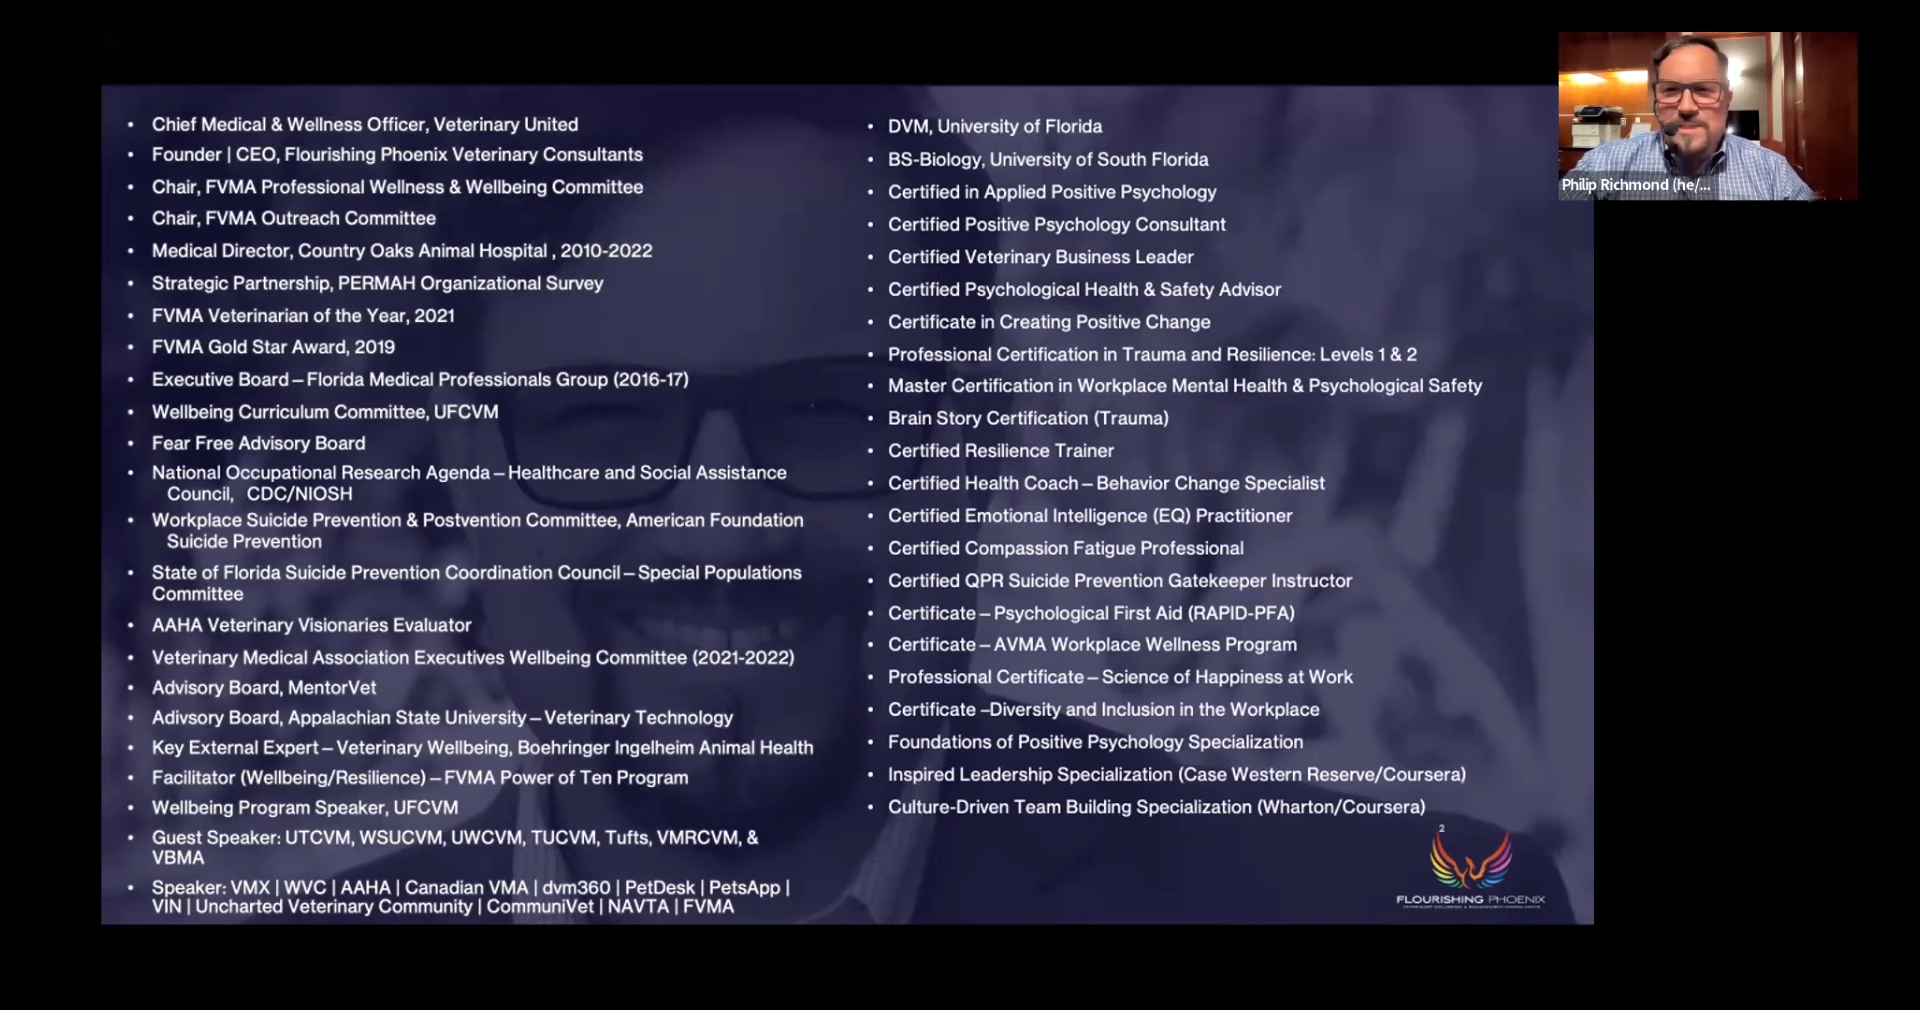 • Chief Medical & Wellness Officer, Veterinary United
• Founder | CEO, Flourishing Phoenix Veterinary Consultants
• Chair, FVMA Professional Wellness & Wellbeing Committee
• Chair, FVMA Outreach Committee
• Medical Director, Country Oaks Animal Hospital , 2010-2022
• Strategic Partnership, PERMAH Organizational Survey
• FVMA Veterinarian of the Year, 2021
• FVMA Gold Star Award, 2019
• Executive Board – Florida Medical Professionals Group (2016-17)
• Wellbeing Curriculum Committee, UFCVM
• Fear Free Advisory Board
• National Occupational Research Agenda – Healthcare and Social Assistance
Council, CDC/NIOSH
• Workplace Suicide Prevention & Postvention Committee, American Foundation
Suicide Prevention
• State of Florida Suicide Prevention Coordination Council – Special Populations
Committee
• AAHA Veterinary Visionaries Evaluator
• Veterinary Medical Association Executives Wellbeing Committee (2021-2022)
• Advisory Board, MentorVet
• Adivsory Board, Appalachian State University – Veterinary Technology
• Key External Expert – Veterinary Wellbeing, Boehringer Ingelheim Animal Health
• Facilitator (Wellbeing/Resilience) – FVMA Power of Ten Program
• Wellbeing Program Speaker, UFCVM
• Guest Speaker: UTCVM, WSUCVM, UWCVM, TUCVM, Tufts, VMRCVM, &
VBMA
• Speaker: VMX | WVC | AAHA | Canadian VMA | dvm360 | PetDesk | PetsApp |
VIN | Uncharted Veterinary Community | CommuniVet | NAVTA | FVMA
• DVM, University of Florida
• BS-Biology, University of South Florida
• Certified in Applied Positive Psychology
• Certified Positive Psychology Consultant
• Certified Veterinary Business Leader
• Certified Psychological Health & Safety Advisor
• Certificate in Creating Positive Change
• Professional Certification in Trauma and Resilience: Levels 1 & 2
• Master Certification in Workplace Mental Health & Psychological Safety
• Brain Story Certification (Trauma)
• Certified Resilience Trainer
• Certified Health Coach – Behavior Change Specialist
• Certified Emotional Intelligence (EQ) Practitioner
• Certified Compassion Fatigue Professional
• Certified QPR Suicide Prevention Gatekeeper Instructor
• Certificate – Psychological First Aid (RAPID-PFA)
• Certificate – AVMA Workplace Wellness Program
• Professional Certificate – Science of Happiness at Work
• Certificate –Diversity and Inclusion in the Workplace
• Foundations of Positive Psychology Specialization
• Inspired Leadership Specialization (Case Western Reserve/Coursera)
• Culture-Driven Team Building Specialization (Wharton/Coursera)
2
FLOURISHING PHOENIX
Philip Richmond (he/...